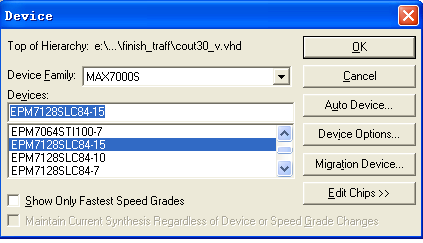 Device
Top of Hierarchy: e:\...\finish_traff\cout30_v.vhd
OK
Device Family: MAX7000S
Cancel
Devices:
Auto Device...
EPM7128SLC84-15
EPM7064STI100-7
Device Options...
EPM7128SLC84-15
EPM7128SLC84-10
Migration Device...
EPM7128SLC84-7
Edit Chips >>
Show Only Fastest Speed Grades
Maintain Current Synthesis Regardless of Device or Speed Grade Changes